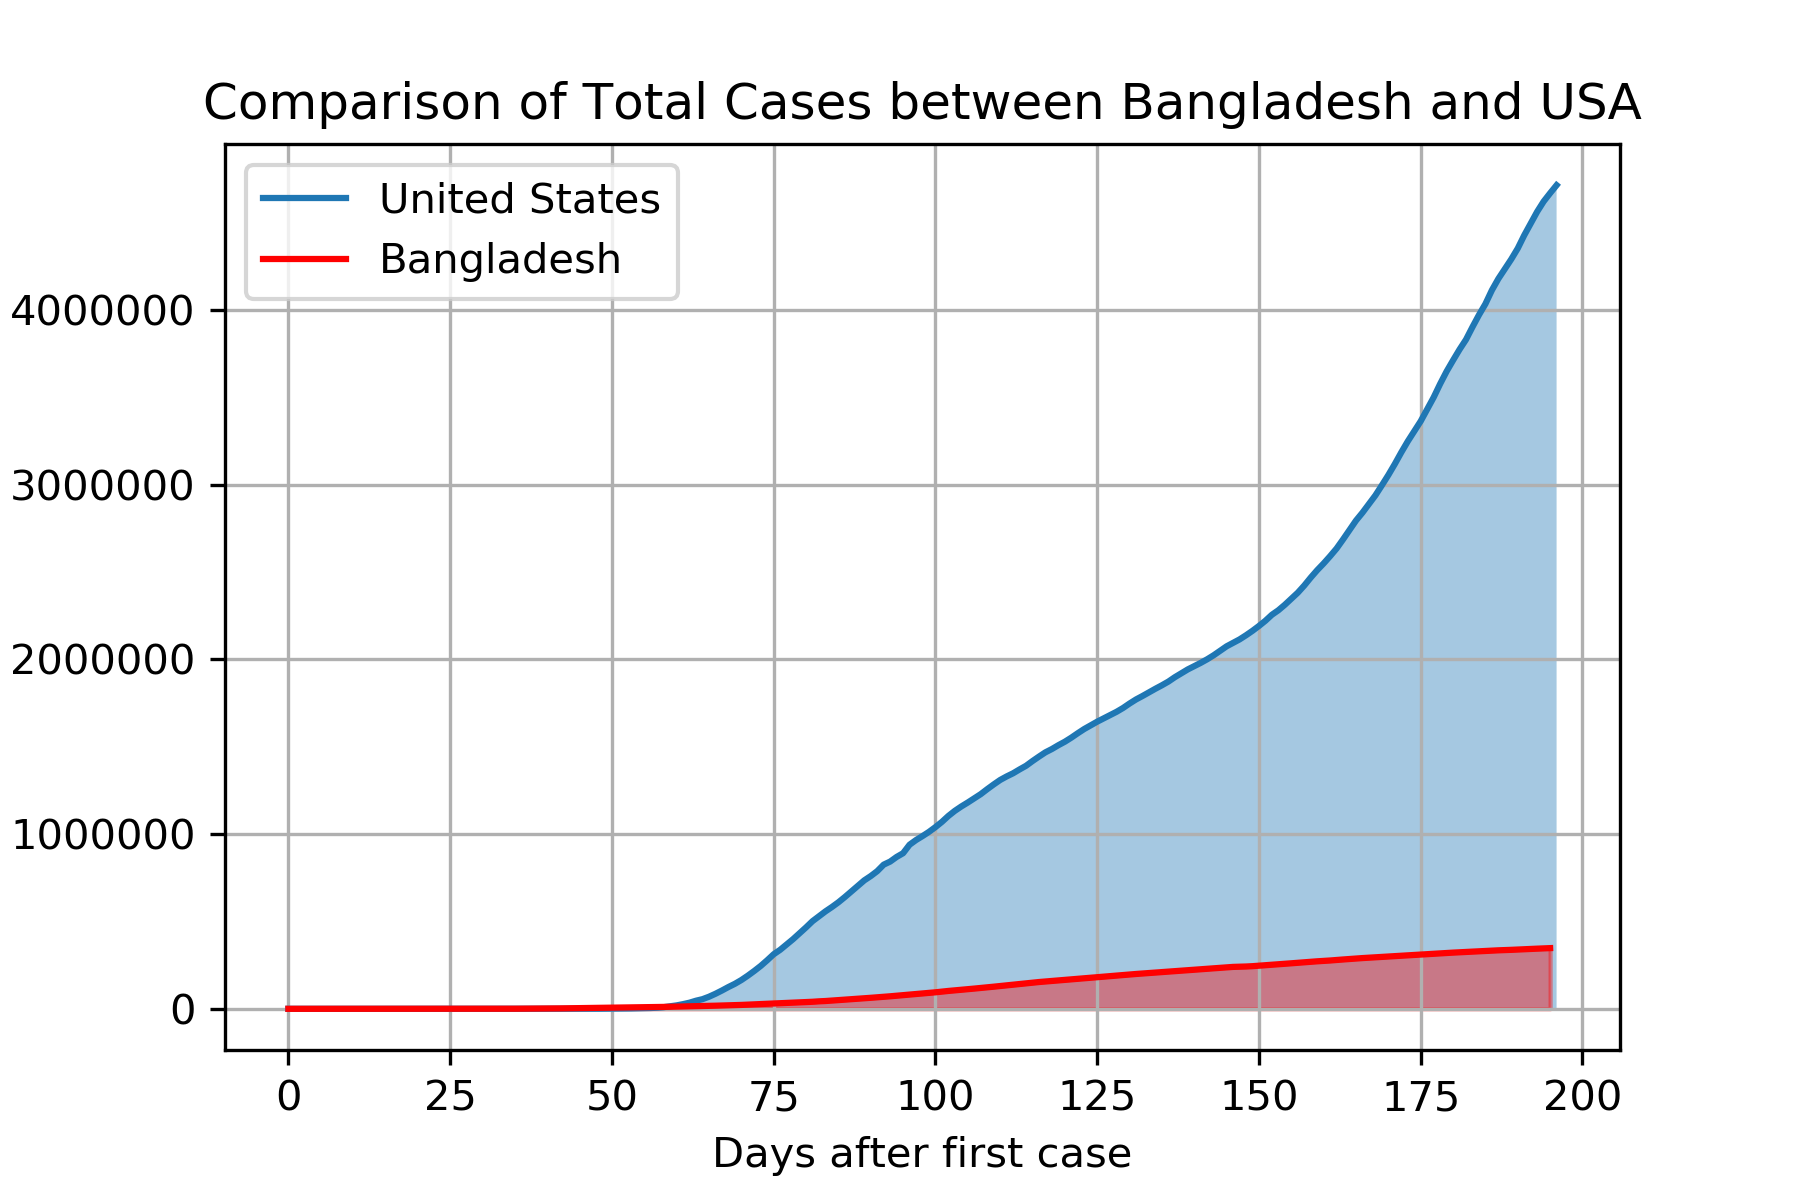 Comparison of Total Cases between Bangladesh and USA
United States
Bangladesh
4000000
3000000
2000000
1000000
0
0 25 50 75 100 125 150 175 200
Days after first case